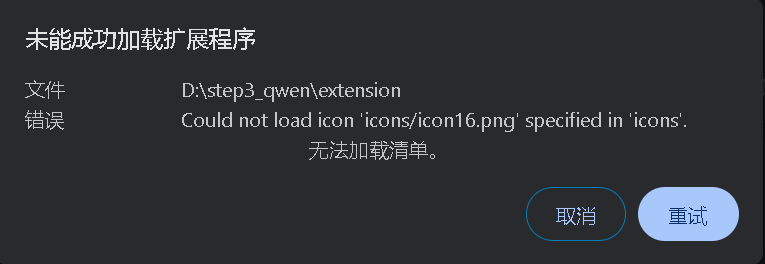 未能成功加载扩展程序
文件 D:\step3_qwen\extension
错误 Could not load icon 'icons/icon16.png' specified in 'icons'.
无法加载清单。
取消 重试